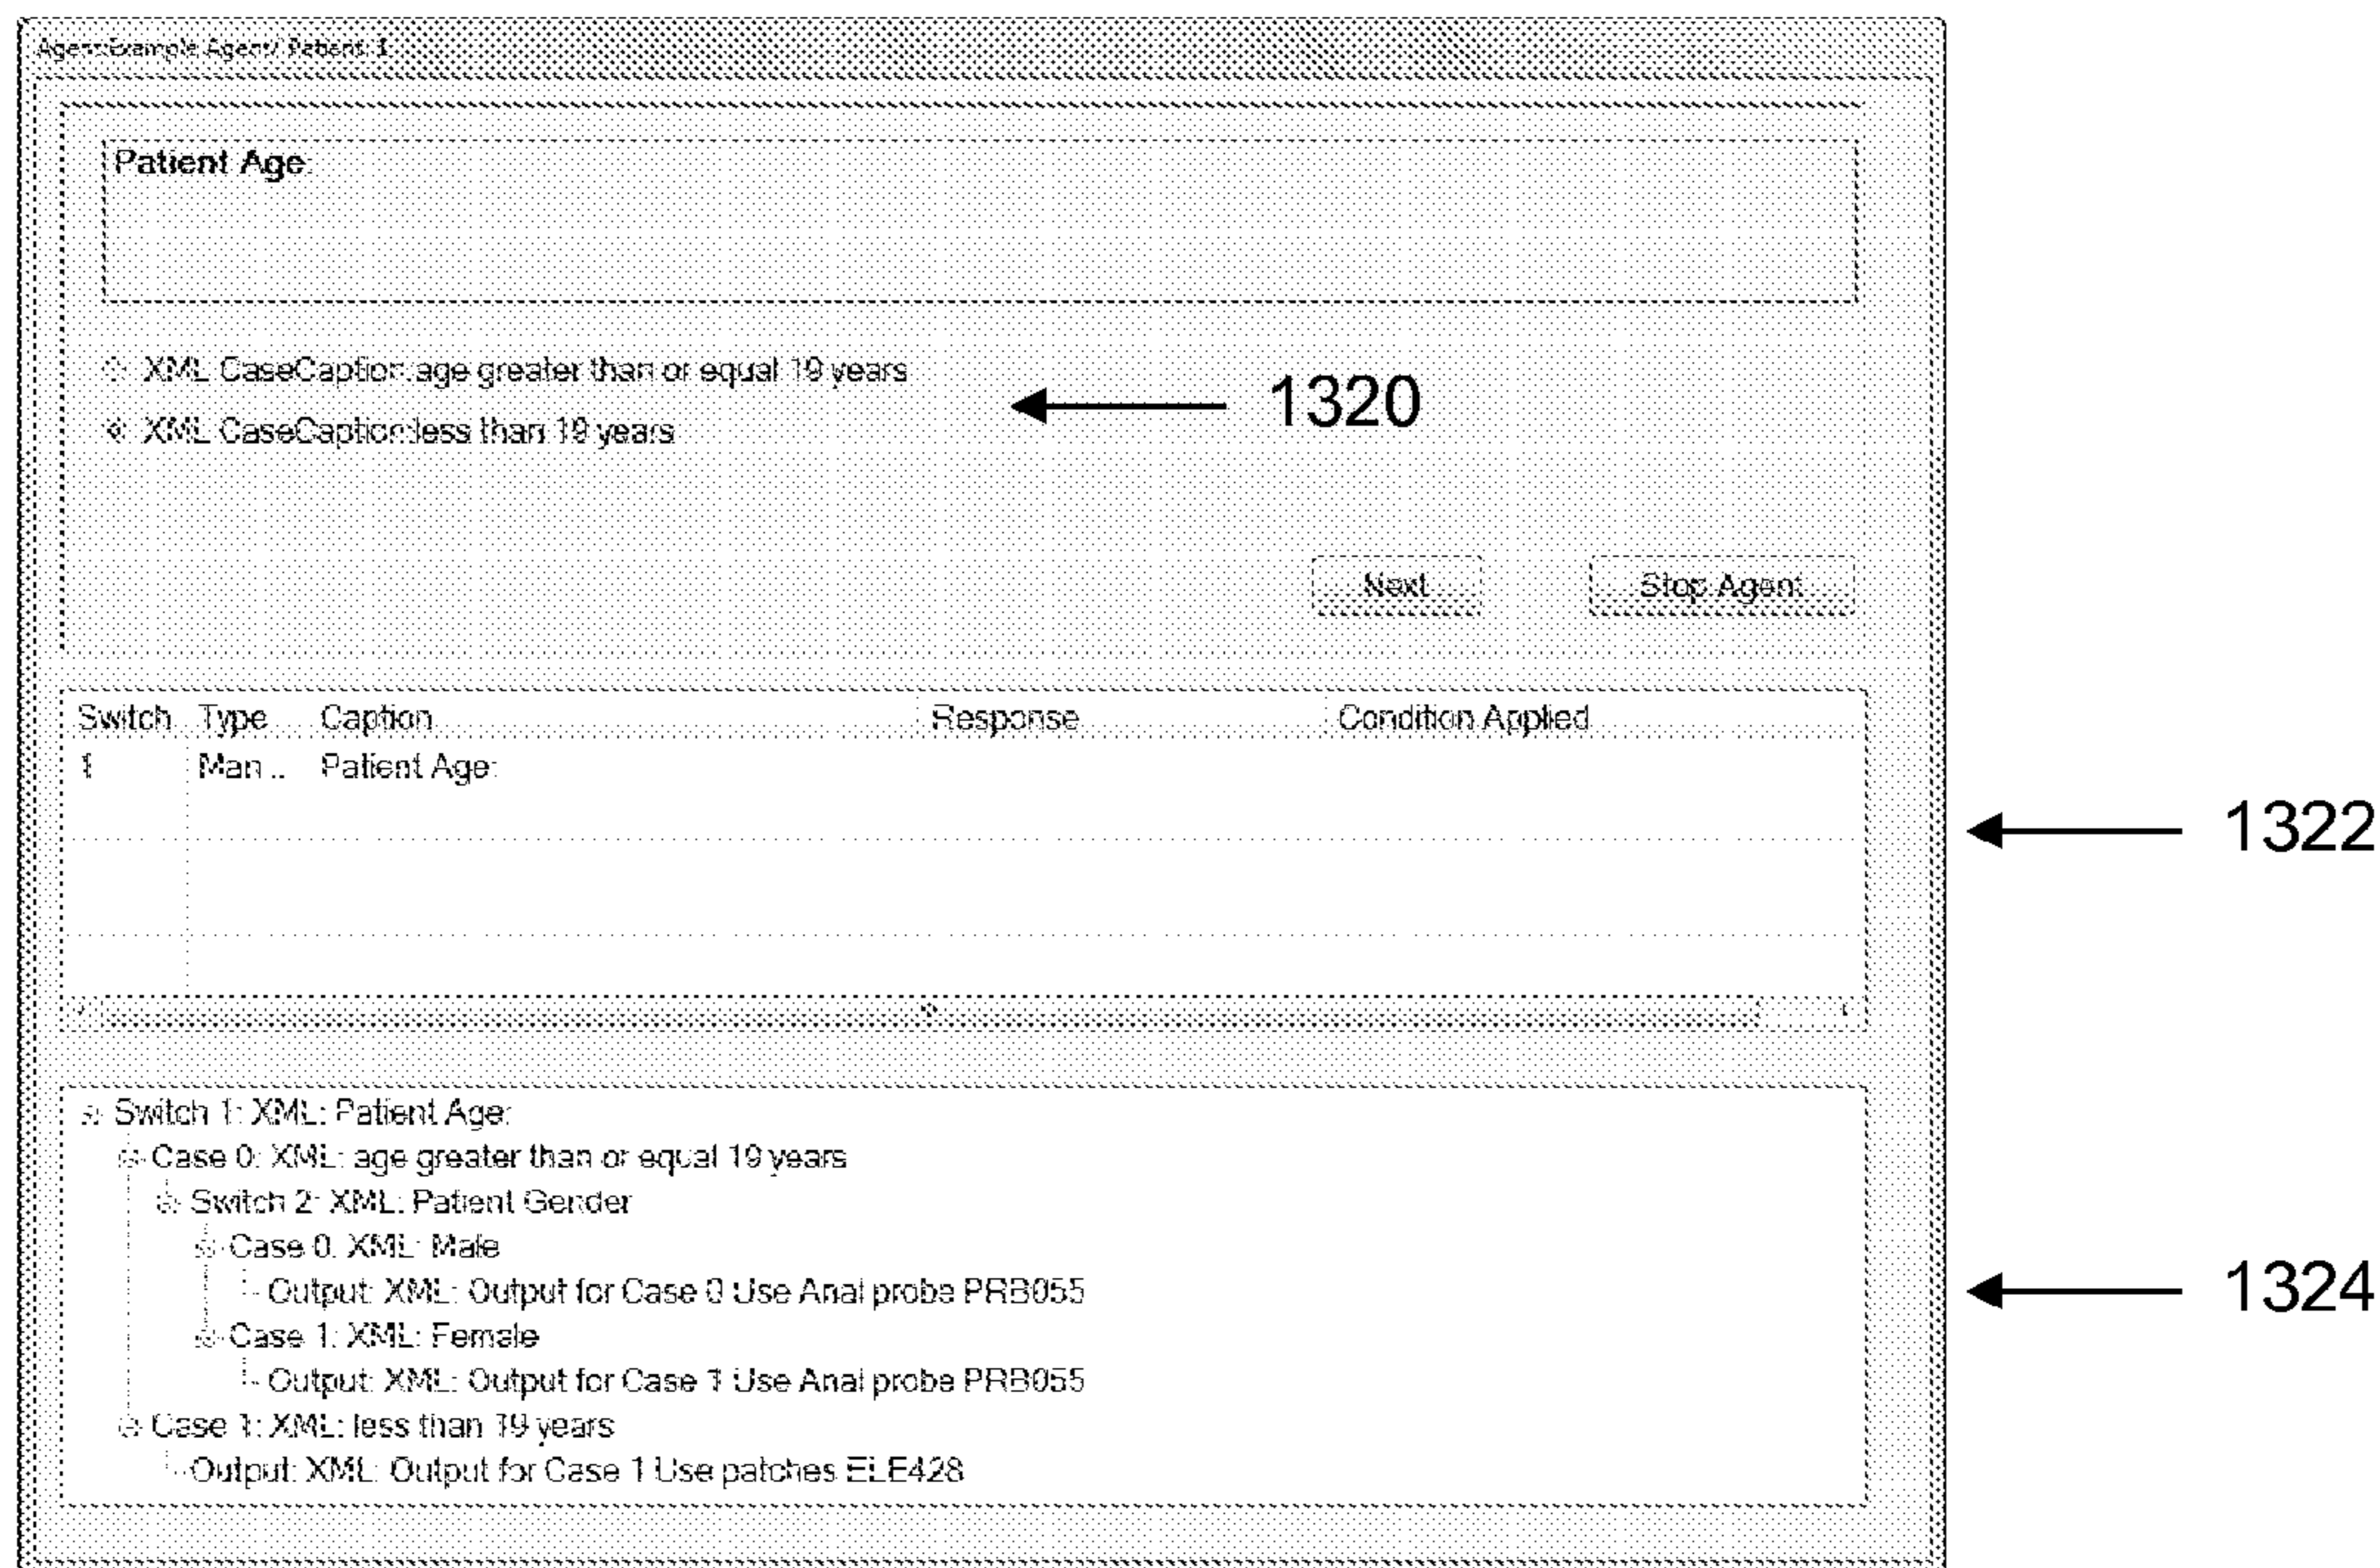 Agent:Example Agent/ Patient: 1
Patient Age:
XML CaseCaption:age greater than or equal 19 years
1320
XML CaseCaption:less than 19 years
Next Stop Agent
Switch Type Caption Response Condition Applied
1 Man... Patient Age:
1322
Switch 1: XML: Patient Age:
Case 0: XML: age greater than or equal 19 years
Switch 2: XML: Patient Gender
Case 0: XML: Male
Output: XML: Output for Case 0 Use Anal probe PRB055
1324
Case 1: XML: Female
Output: XML: Output for Case 1 Use Anal probe PRB055
Case 1: XML: less than 19 years
Output: XML: Output for Case 1 Use patches ELE428